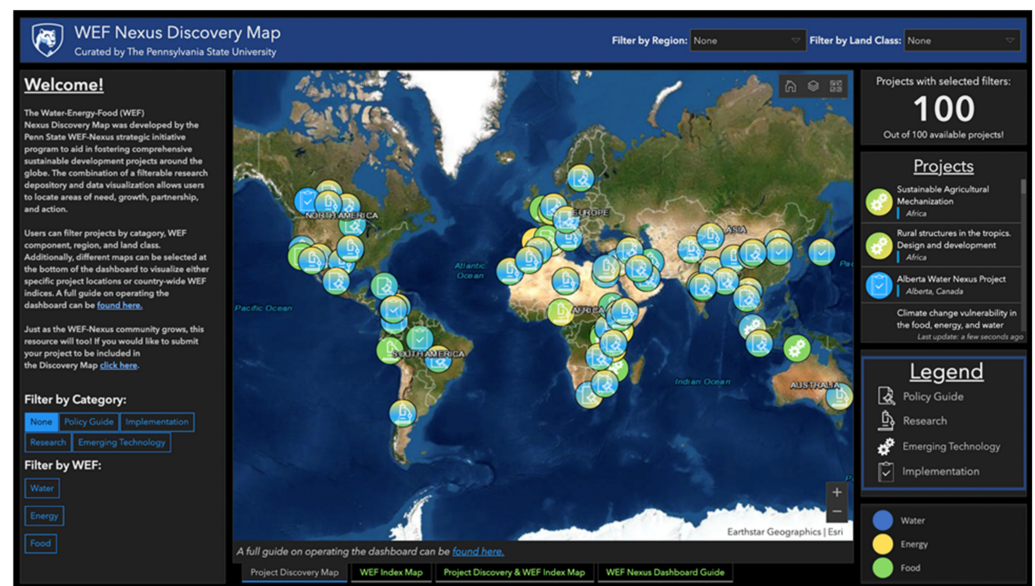 WEF Nexus Discovery Map
Curated by The Pennsylvania State University
Filter by Region: None
Filter by Land Class: None
Welcome!
The Water-Energy-Food (WEF)
Nexus Discovery Map was developed by the
Penn State WEF-Nexus strategic initiative
program to aid in fostering comprehensive
sustainable development projects around the
globe. The combination of a filterable research
depository and data visualization allows users
to locate areas of need, growth, partnership,
and action.
Users can filter projects by catagory, WEF
component, region, and land class.
Additionally, different maps can be selected at
the bottom of the dashboard to visualize either
specific project locations or country-wide WEF
indices. A full guide on operating the
dashboard can be found here.
Just as the WEF-Nexus community grows, this
resource will too! If you would like to submit
your project to be included in
the Discovery Map click here.
Filter by Category:
None
Policy Guide
Implementation
Research
Emerging Technology
Filter by WEF:
Water
Energy
Food
NORTH AMERICA
EUROPE
ASIA
Atlantic
Ocean
Pacific Ocean
AFRICA
SOUTH AMERICA
Indian Ocean
AUSTRALIA
Pac
P
+
−
Earthstar Geographics | Esri
A full guide on operating the dashboard can be found here.
Project Discovery Map
WEF Index Map
Project Discovery & WEF Index Map
WEF Nexus Dashboard Guide
Projects with selected filters:
100
Out of 100 available projects!
Projects
Sustainable Agricultural
Mechanization
Africa
Rural structures in the tropics.
Design and development
Africa
Alberta Water Nexus Project
Alberta, Canada
Climate change vulnerability in
the food, energy, and water
Last update: a few seconds ago
Legend
Policy Guide
Research
Emerging Technology
Implementation
Water
Energy
Food